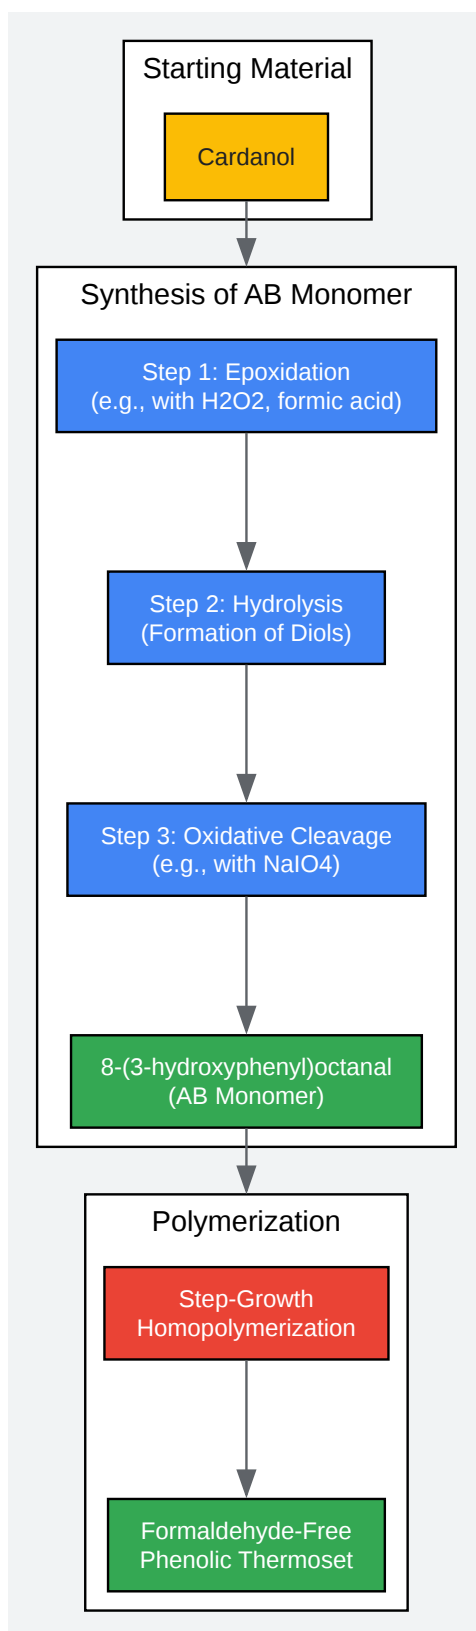 Starting Material
Cardanol
Synthesis of AB Monomer
Step 1: Epoxidation
(e.g., with H2O2, formic acid)
Step 2: Hydrolysis
(Formation of Diols)
Step 3: Oxidative Cleavage
(e.g., with NaIO4)
8-(3-hydroxyphenyl)octanal
(AB Monomer)
Polymerization
Step-Growth
Homopolymerization
Formaldehyde-Free
Phenolic Thermoset